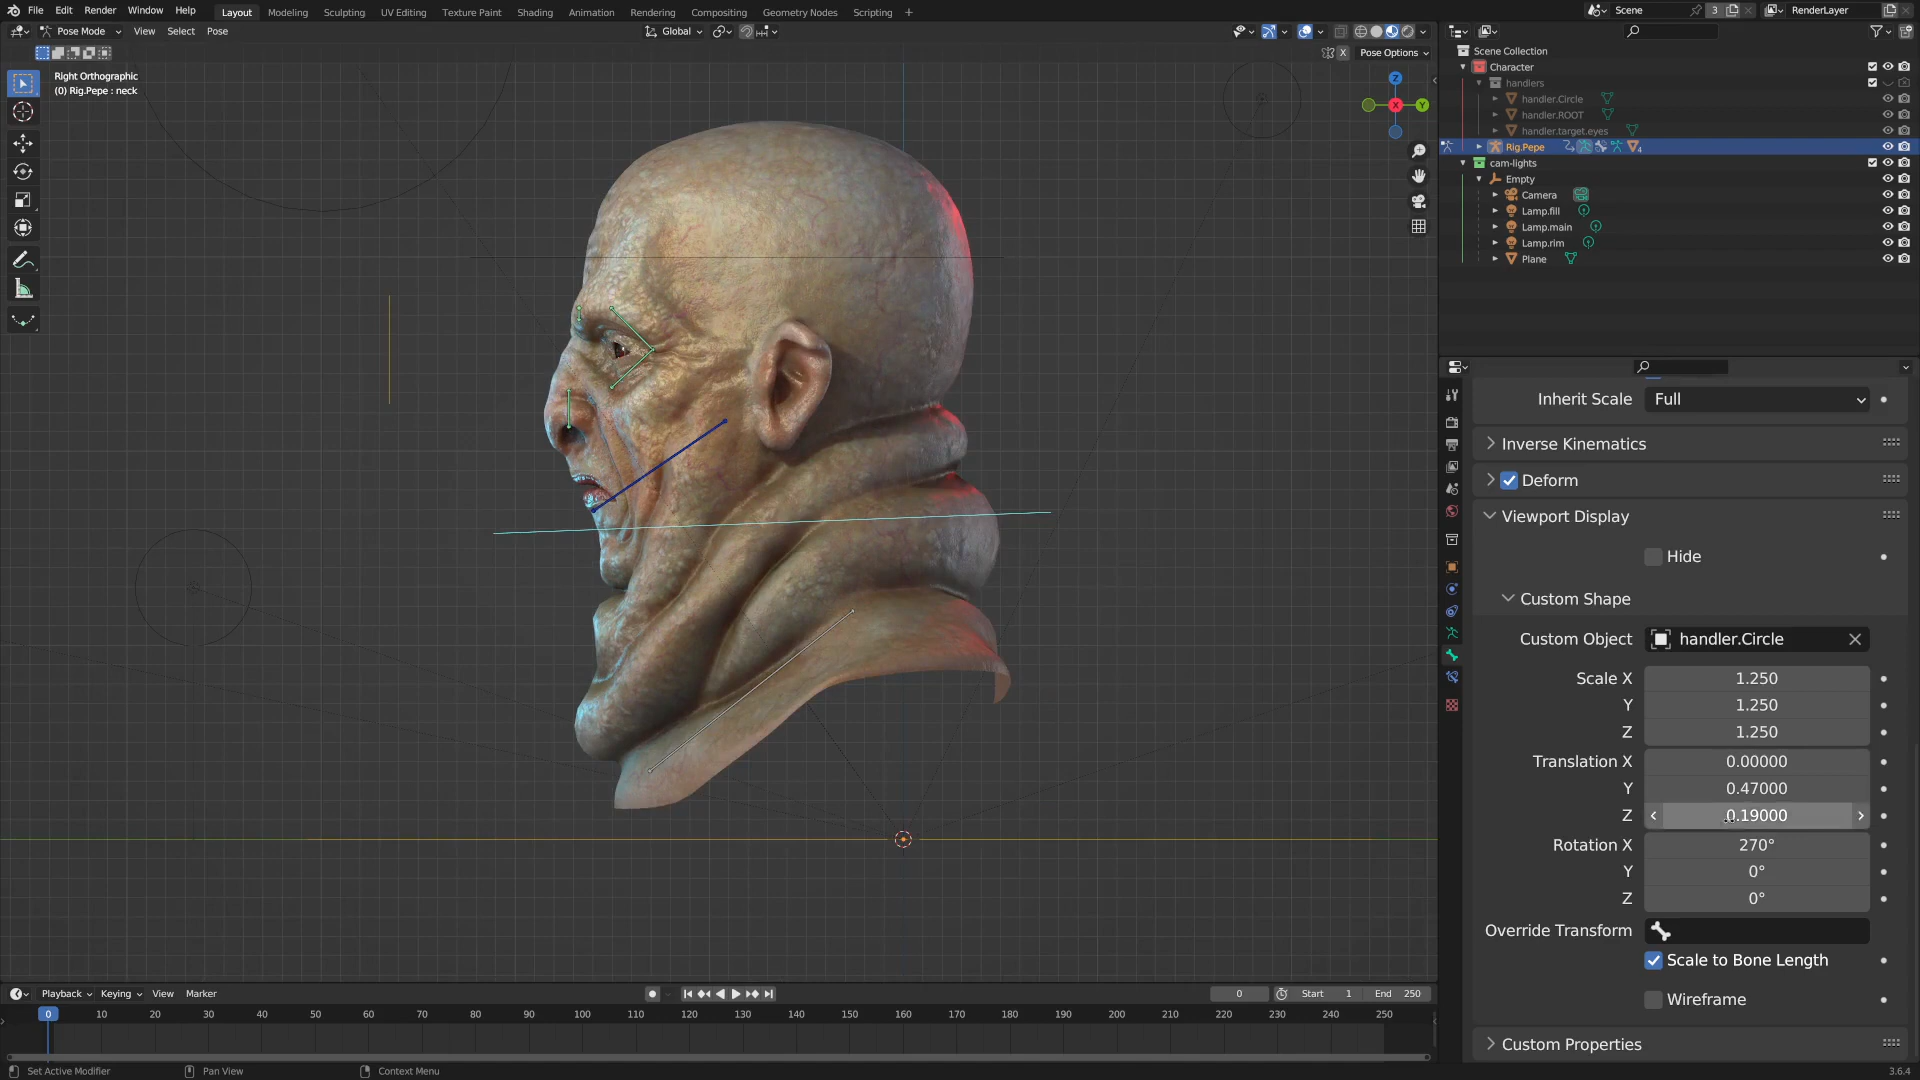 File Edit Render Window Help Layout Modeling Sculpting UV Editing Texture Paint Shading Animation Rendering Compositing Geometry Nodes Scripting + Scene 3 RenderLayer
Pose Mode View Select Pose Global
X Pose Options
Right Orthographic
(0) Rig.Pepe : neck
Z
X
Y
Scene Collection
Character
handlers
handler.Circle
handler.ROOT
handler.target.eyes
Rig.Pepe 4
cam-lights
Empty
Camera
Lamp.fill
Lamp.main
Lamp.rim
Plane
Inherit Scale Full
Inverse Kinematics
Deform
Viewport Display
Hide
Custom Shape
Custom Object handler.Circle
Scale X 1.250
Y 1.250
Z 1.250
Translation X 0.00000
Y 0.47000
Z 0.19000
Rotation X 270°
Y 0°
Z 0°
Override Transform
Scale to Bone Length
Wireframe
Custom Properties
Playback Keying View Marker 0 Start 1 End 250
0 10 20 30 40 50 60 70 80 90 100 110 120 130 140 150 160 170 180 190 200 210 220 230 240 250
Set Active Modifier Pan View Context Menu 3.6.4